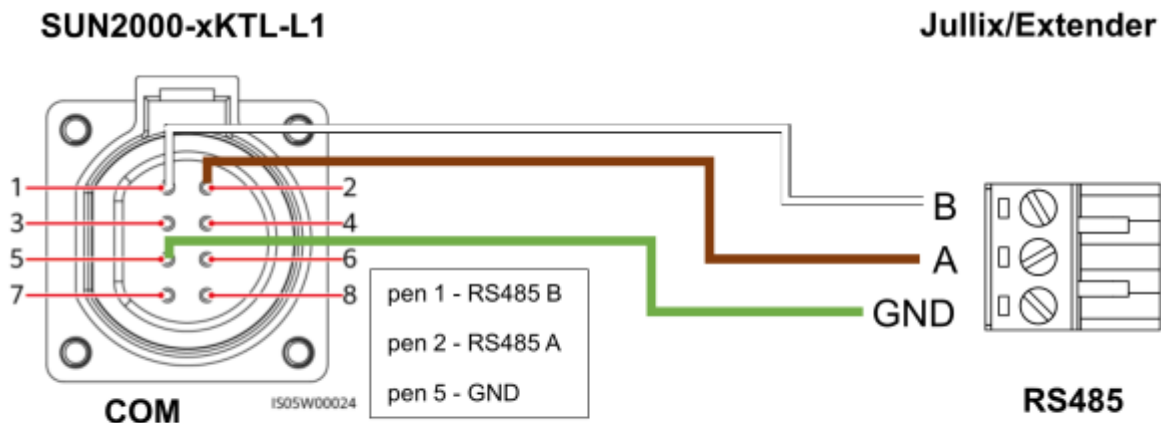 SUN2000-xKTL-L1
Jullix/Extender
1
2
3
4
5
6
7
8
B
A
GND
pen 1 - RS485 B
pen 2 - RS485 A
pen 5 - GND
IS05W00024
COM
RS485